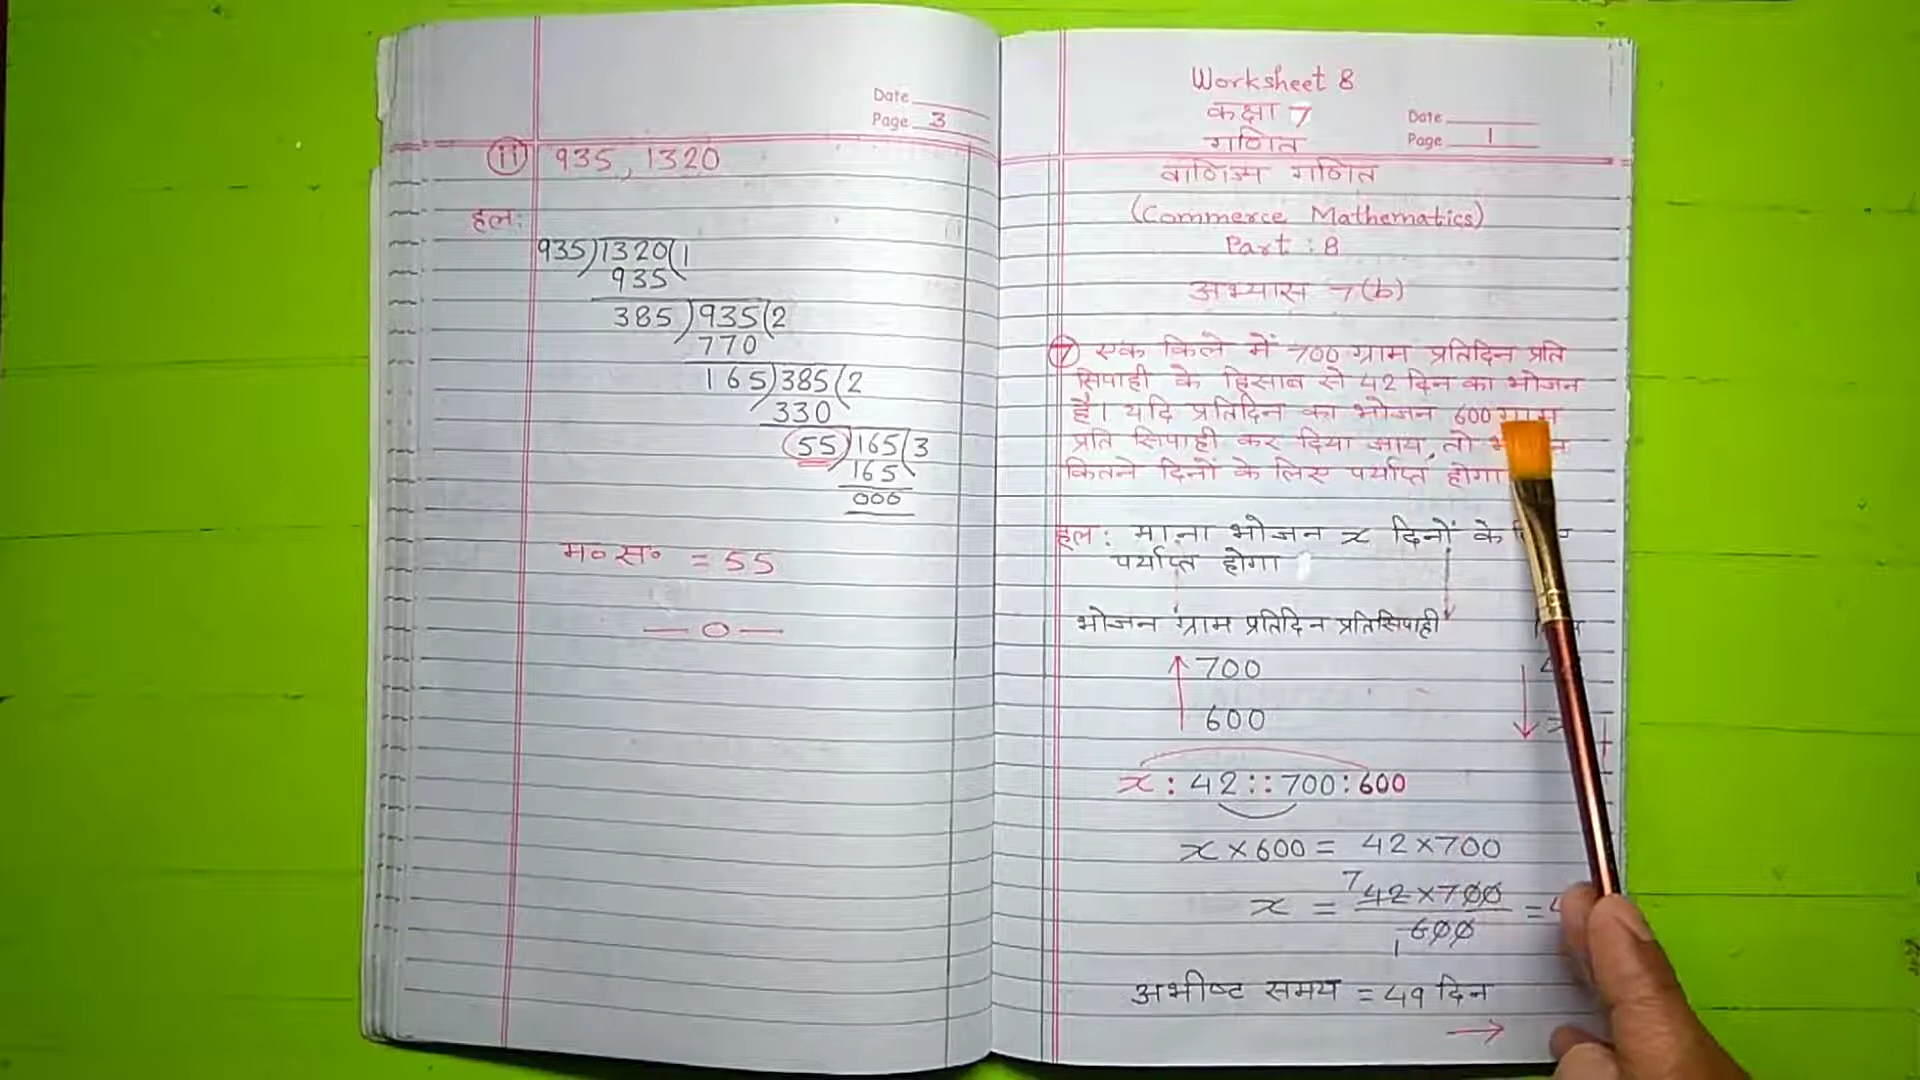 Date
Page 3
ii 935, 1320
हल:
935)1320(1
935
385)935(2
770
165)385(2
330
55)165(3
165
000
म० स० = 55
— 0 —
Worksheet 8
कक्षा 7
गणित
Date
Page 1
वाणिज्य गणित
(Commerce Mathematics)
Part : 8
अभ्यास 7(b)
7 एक किले में 700 ग्राम प्रतिदिन प्रति
सिपाही के हिसाब से 42 दिन का भोजन
है। यदि प्रतिदिन का भोजन 600 ग्राम
प्रति सिपाही कर दिया जाय, तो
कितने दिनों के लिए पर्याप्त होगा
हल: माना भोजन x दिनों के
पर्याप्त होगा
भोजन ग्राम प्रतिदिन प्रतिसिपाही
↑ 700
600 ↓
x : 42 :: 700 : 600
x × 600 = 42 × 700
7
x = 42 × 700 =
1 600
अभीष्ट समय = 49 दिन
→